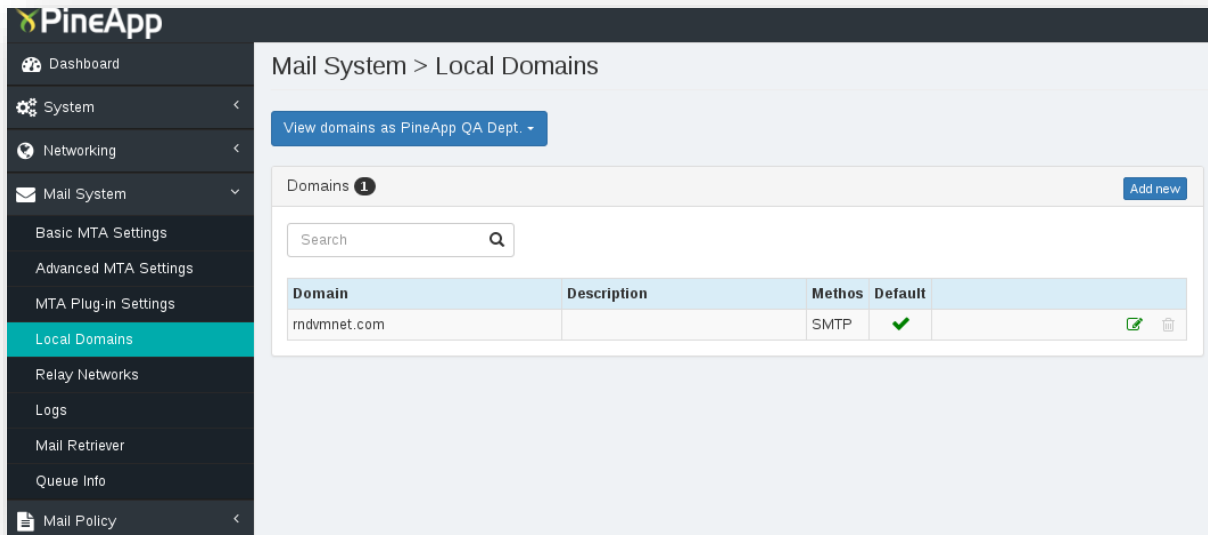 PineApp
Dashboard
System
Networking
Mail System
Basic MTA Settings
Advanced MTA Settings
MTA Plug-in Settings
Local Domains
Relay Networks
Logs
Mail Retriever
Queue Info
Mail Policy
Mail System > Local Domains
View domains as PineApp QA Dept.
Domains 1
Add new
Search
Domain Description Methos Default
rndvmnet.com SMTP